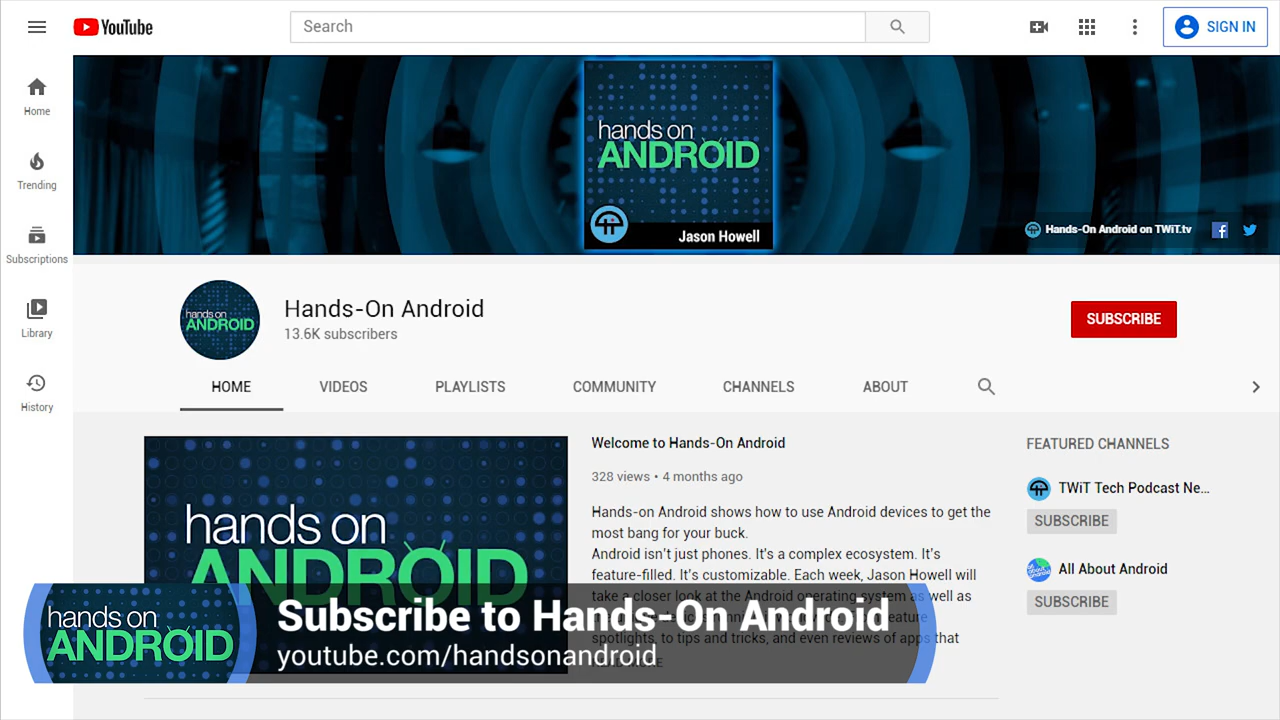 YouTube
Search
SIGN IN
Home
Trending
Subscriptions
Library
History
hands on
ANDROID
Jason Howell
Hands-On Android on TWiT.tv
hands on
ANDROID
Hands-On Android
13.6K subscribers
SUBSCRIBE
HOME
VIDEOS
PLAYLISTS
COMMUNITY
CHANNELS
ABOUT
hands on
ANDROID
Welcome to Hands-On Android
328 views • 4 months ago
Hands-on Android shows how to use Android devices to get the
most bang for your buck.
Android isn't just phones. It's a complex ecosystem. It's
feature-filled. It's customizable. Each week, Jason Howell will
take a closer look at the Android operating system as well as
feature
spotlights, to tips and tricks, and even reviews of apps that
FEATURED CHANNELS
TWiT Tech Podcast Ne...
SUBSCRIBE
All About Android
SUBSCRIBE
hands on
ANDROID
Subscribe to Hands-On Android
youtube.com/handsonandroid